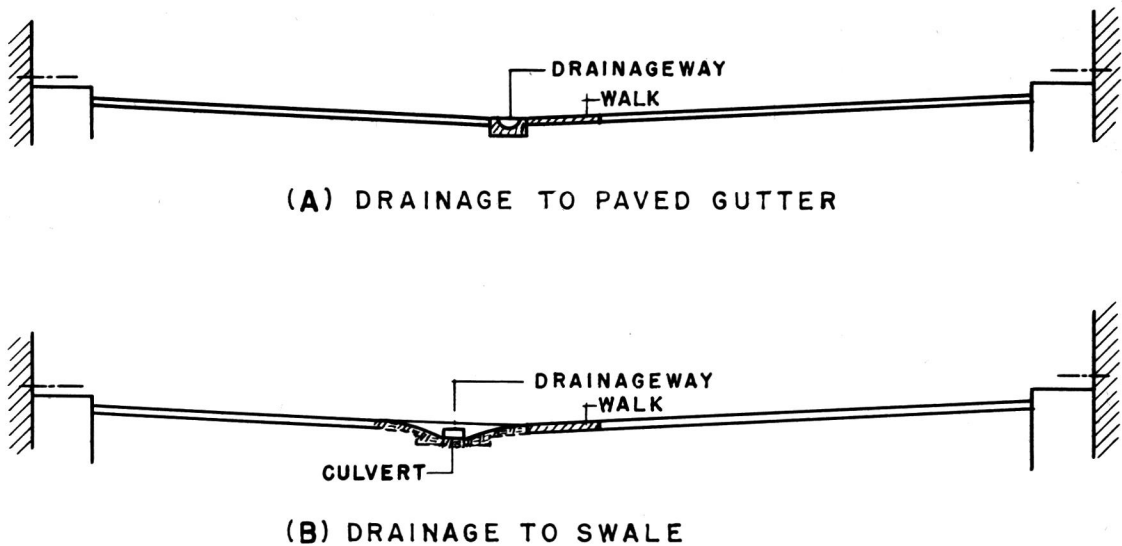 DRAINAGEWAY
WALK
(A) DRAINAGE TO PAVED GUTTER
DRAINAGEWAY
WALK
CULVERT
(B) DRAINAGE TO SWALE